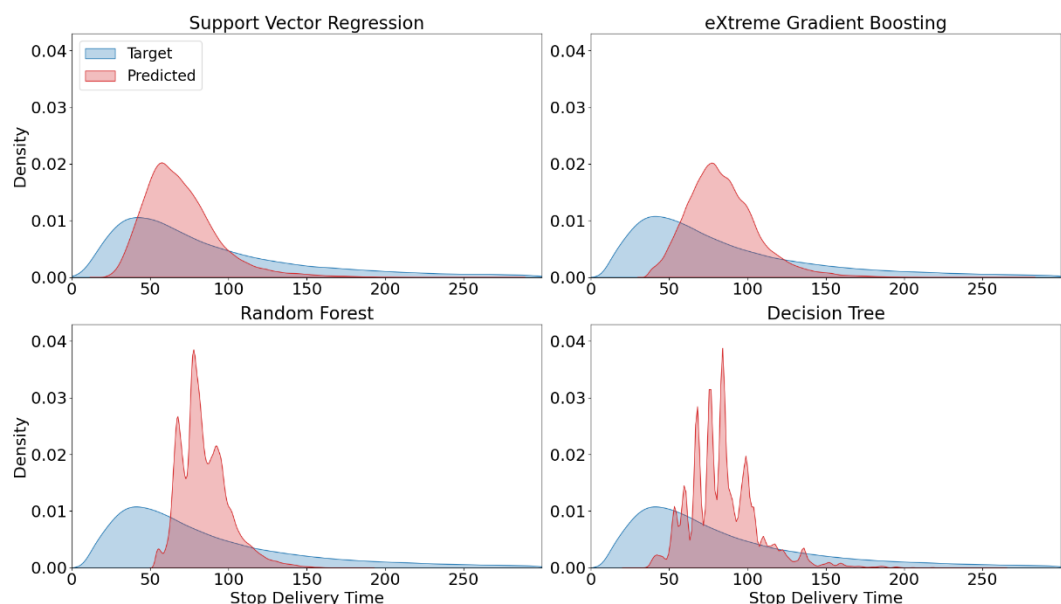 Support Vector Regression
eXtreme Gradient Boosting
Target
Predicted
Density
0.04
0.03
0.02
0.01
0.00
0 50 100 150 200 250
0.04
0.03
0.02
0.01
0.00
0 50 100 150 200 250
Random Forest
Decision Tree
Density
0.04
0.03
0.02
0.01
0.00
0 50 100 150 200 250
Stop Delivery Time
0.04
0.03
0.02
0.01
0.00
0 50 100 150 200 250
Stop Delivery Time